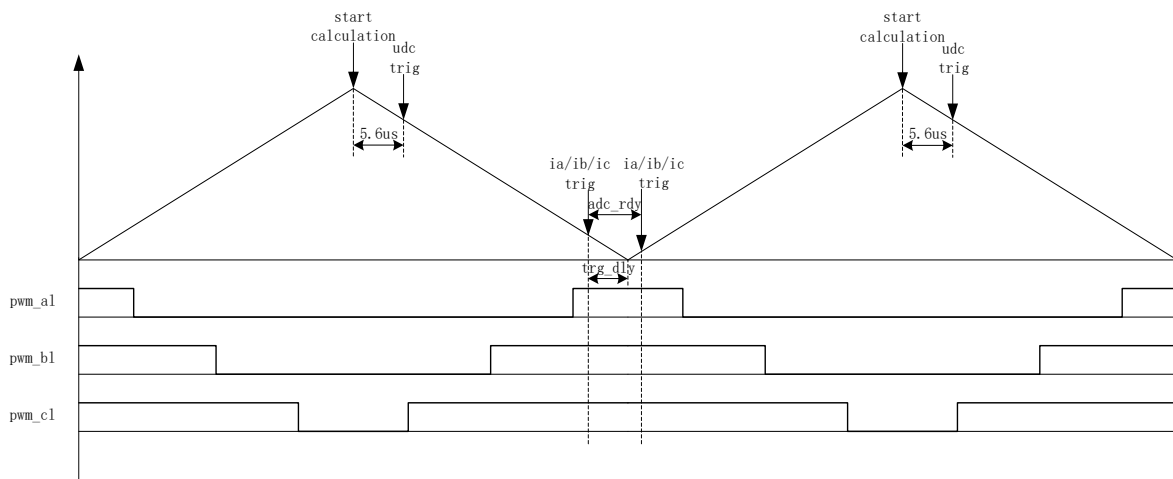 start
calculation
udc
trig
5.6us
ia/ib/ic
trig
ia/ib/ic
trig
adc_rdy
trg_dly
start
calculation
udc
trig
5.6us
pwm_al
pwm_bl
pwm_cl